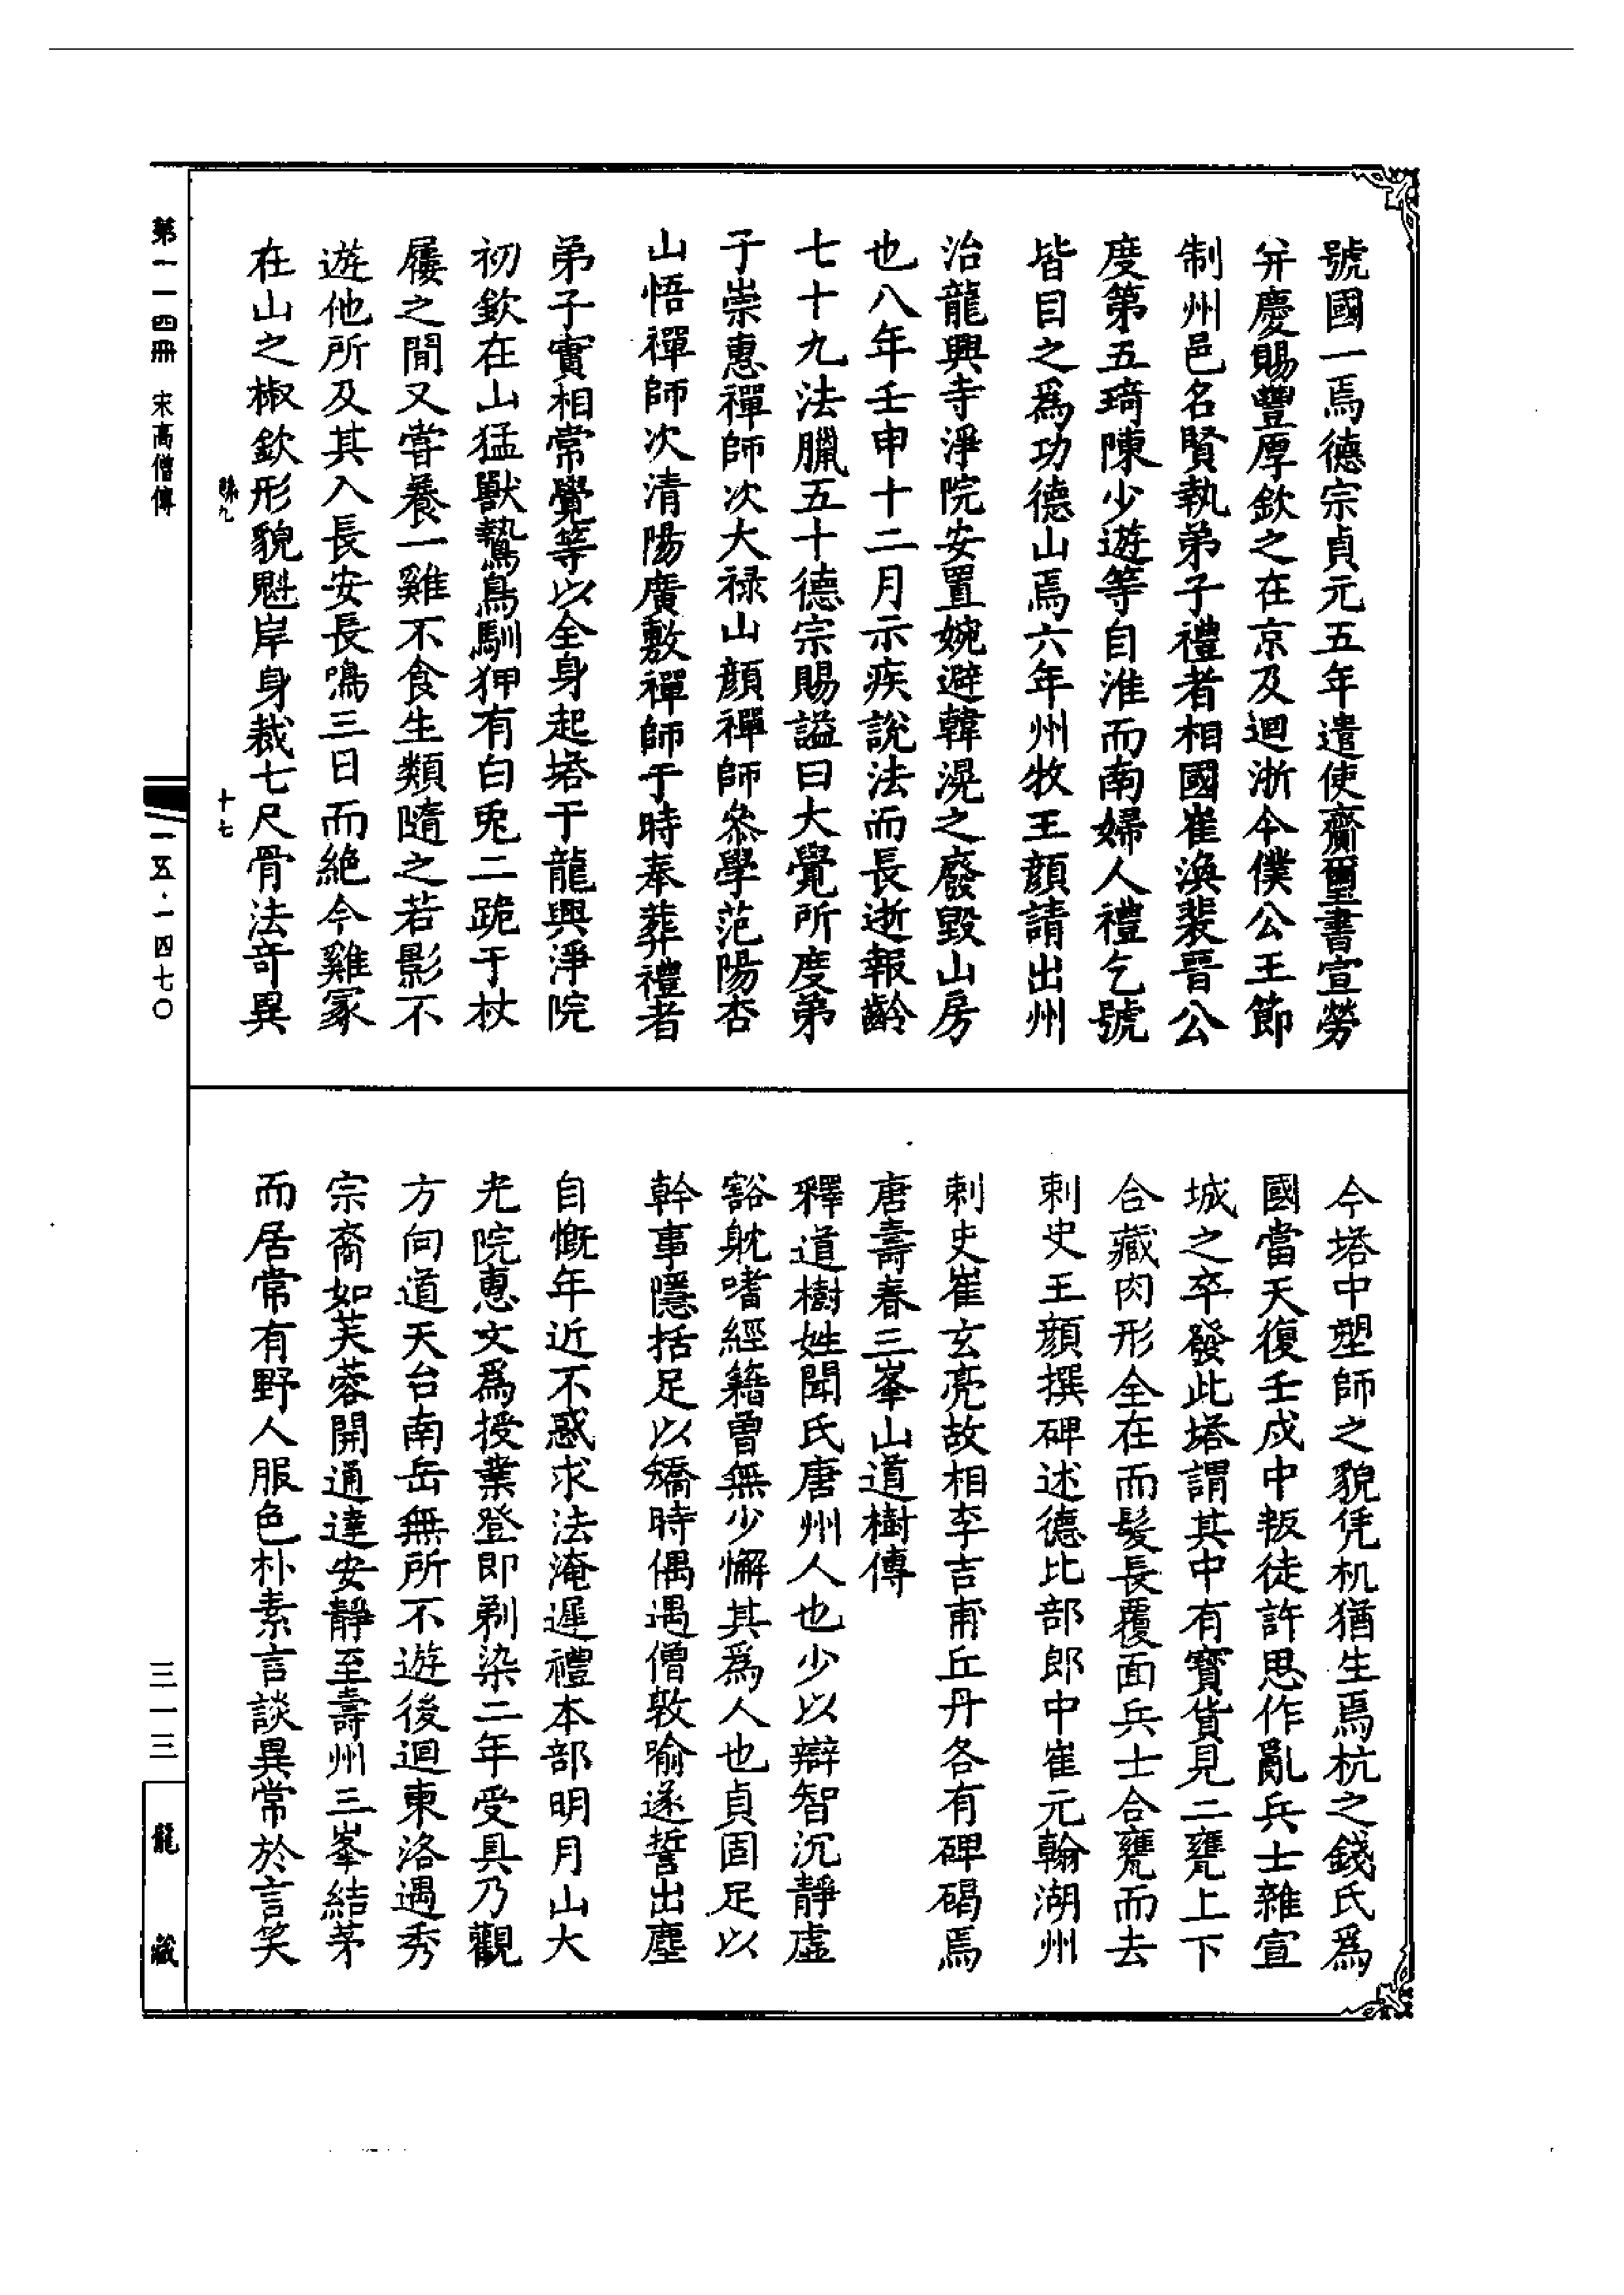 號國一焉德宗貞元五年遣使齎璽書宣勞
并慶賜豐厚欽之在京及迴浙令僕公王節
制州邑名賢執弟子禮者相國崔渙裴晉公
度第五琦陳少遊等自淮而南婦人禮乞號
皆目之爲功德山焉六年州牧王顔請出州
治龍興寺淨院安置婉避韓滉之廢毀山房
也八年壬申十二月示疾說法而長逝報齡
七十九法臘五十德宗賜謚曰大覺所度弟
子崇惠禪師次大禄山顔禪師叅學范陽杏
山悟禪師次清陽廣敷禪師于時奉葬禮者
弟子實相常覺等以全身起塔于龍興淨院
初欽在山猛獸鷙鳥馴狎有白兎二跪于杖
屨之閒又嘗養一雞不食生類隨之若影不
遊他所及其入長安長鳴三日而絶今雞冢
在山之椒欽形貌魁岸身裁七尺骨法奇異
今塔中塑師之貌凭机猶生焉杭之錢氏爲
國當天復壬戌中叛徒許思作亂兵士雜宣
城之卒發此塔謂其中有寳貨見二甕上下
合藏肉形全在而髮長覆面兵士合甕而去
刺史王顔撰碑述德比部郎中崔元翰湖州
刺史崔玄亮故相李吉甫丘丹各有碑碣焉
唐壽春三峯山道樹傳
釋道樹姓聞氏唐州人也少以辯智沉靜虛
豁躭嗜經籍曾無少懈其爲人也貞固足以
幹事隱括足以矯時偶遇僧敦喻遂誓出塵
自慨年近不惑求法淹遲禮本部明月山大
光院惠文爲授業登即剃染二年受具乃觀
方向道天台南岳無所不遊後迴東洛遇秀
宗裔如芙蓉開通達安靜至壽州三峯結茅
而居常有野人服色朴素言談異常於言笑
第一一四冊 宋高僧傳
十七
一五·一四七〇
三一三
龍藏